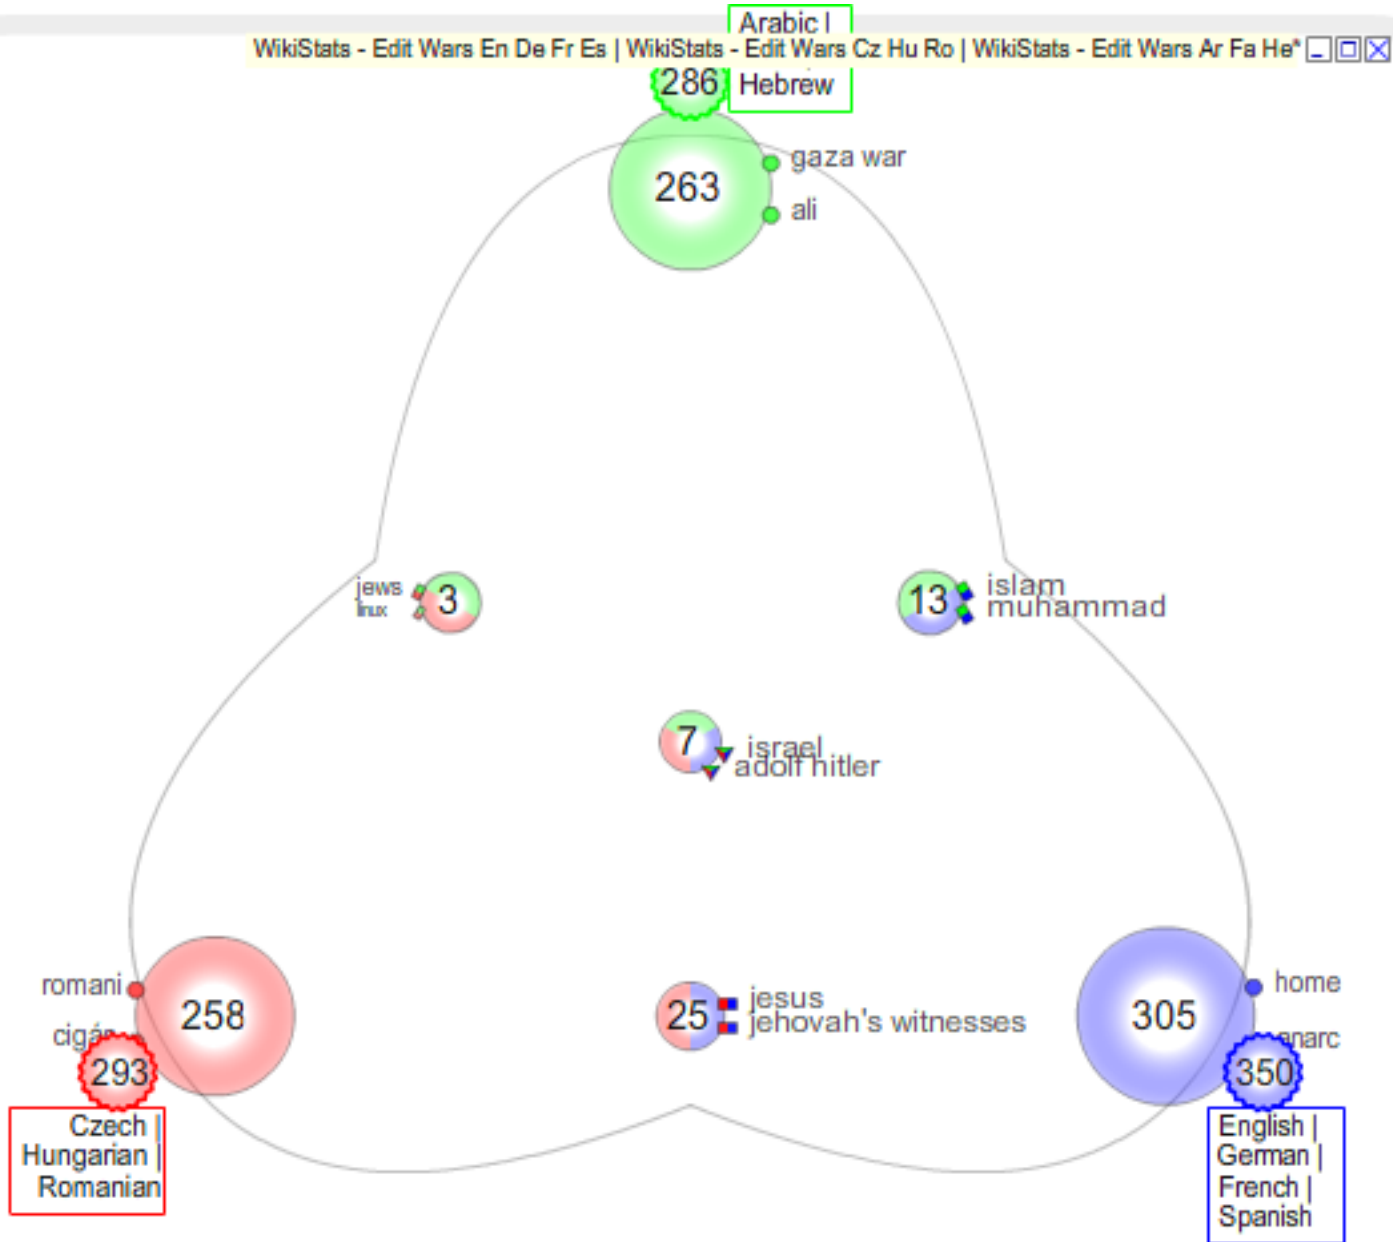 Arabic |
WikiStats - Edit Wars En De Fr Es | WikiStats - Edit Wars Cz Hu Ro | WikiStats - Edit Wars Ar Fa He*
286
Hebrew
263
gaza war
ali
jews
linux
3
13
islam
muhammad
7
israel
adolf hitler
romani
258
25
jesus
jehovah's witnesses
305
home
293
350
Czech |
Hungarian |
Romanian
English |
German |
French |
Spanish